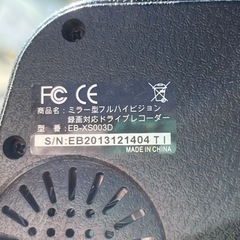 FC CE
商品名：ミラー型フルハイビジョン
録画対応ドライブレコーダー
型　番：EB-XS003D
S/N:EB2013121404 T I
MADE IN CHINA